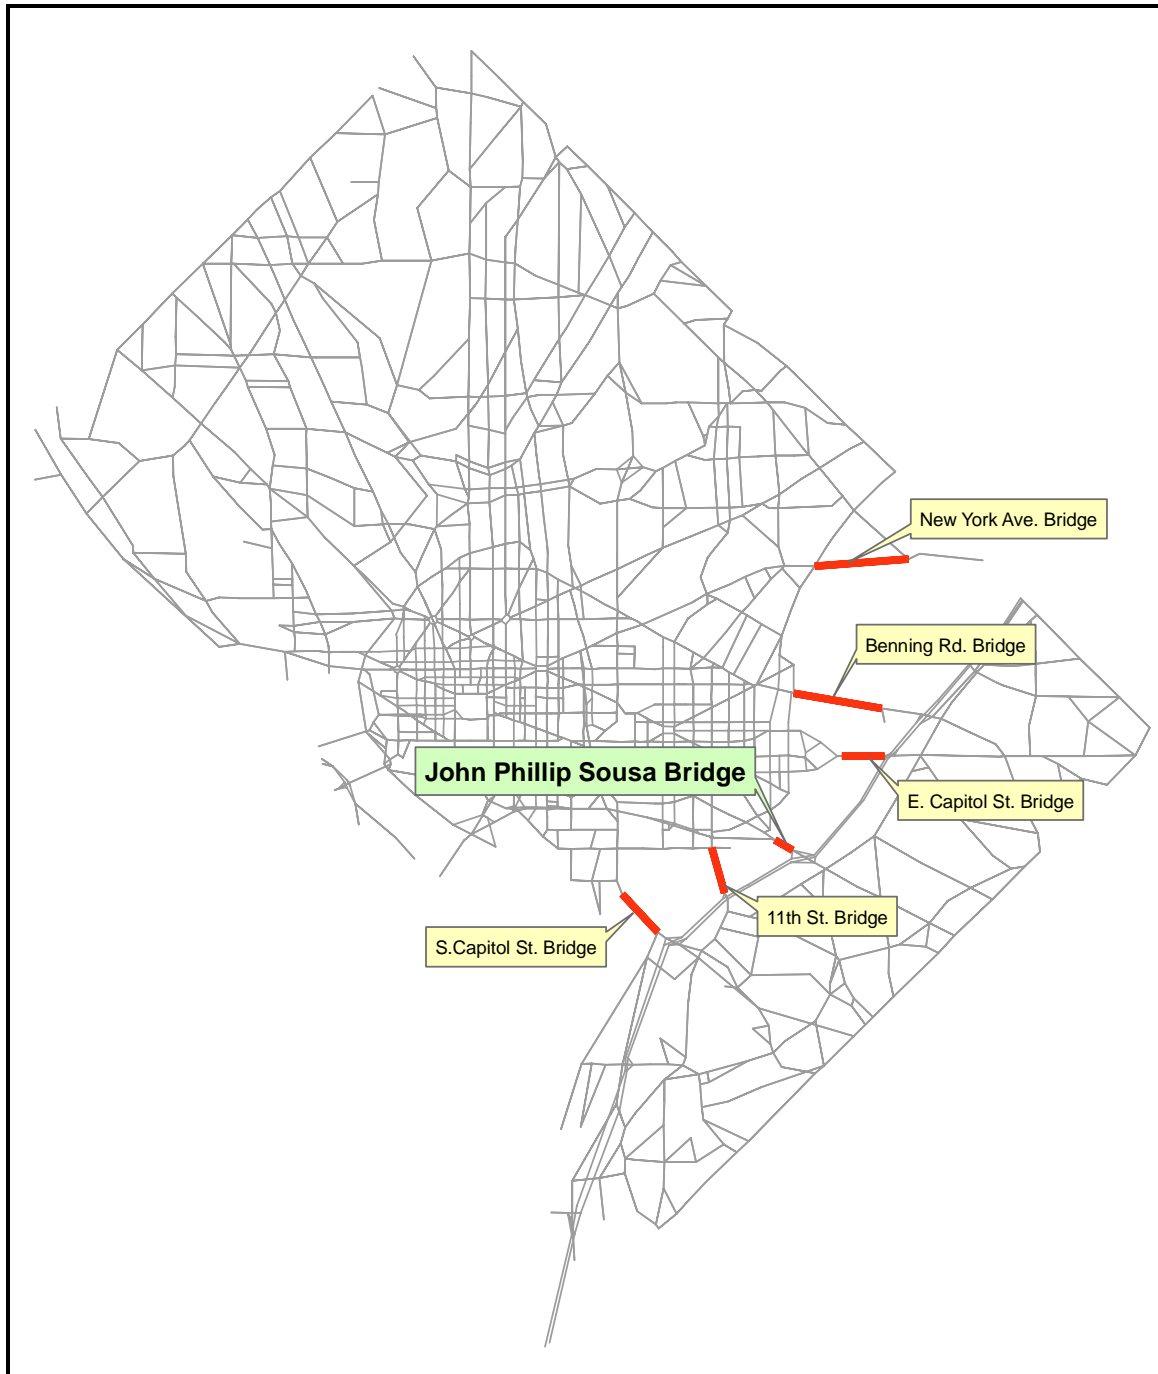 New York Ave. Bridge
Benning Rd. Bridge
John Phillip Sousa Bridge
E. Capitol St. Bridge
11th St. Bridge
S.Capitol St. Bridge